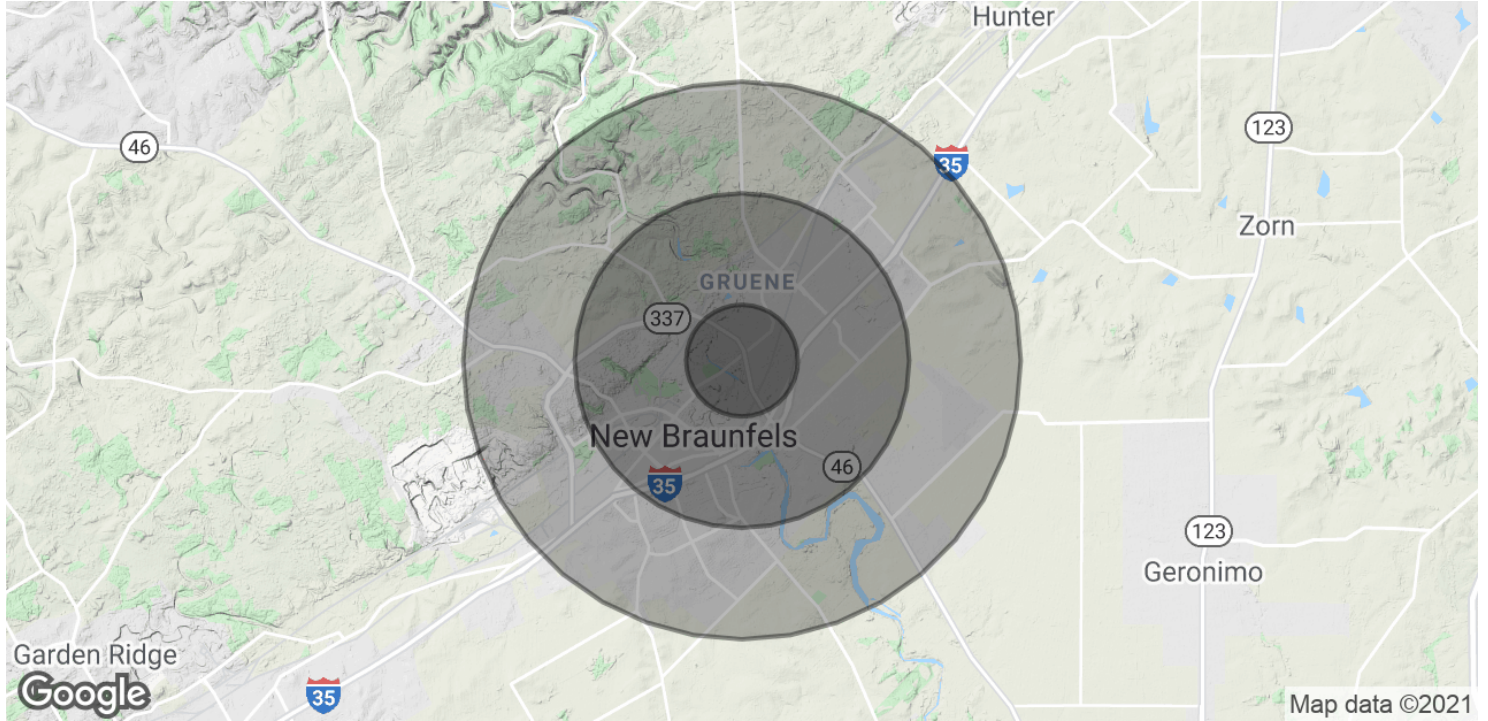 Hunter
123
46
35
Zorn
GRUENE
337
New Braunfels
46
35
123
Geronimo
Garden Ridge
Google
35
Map data ©2021